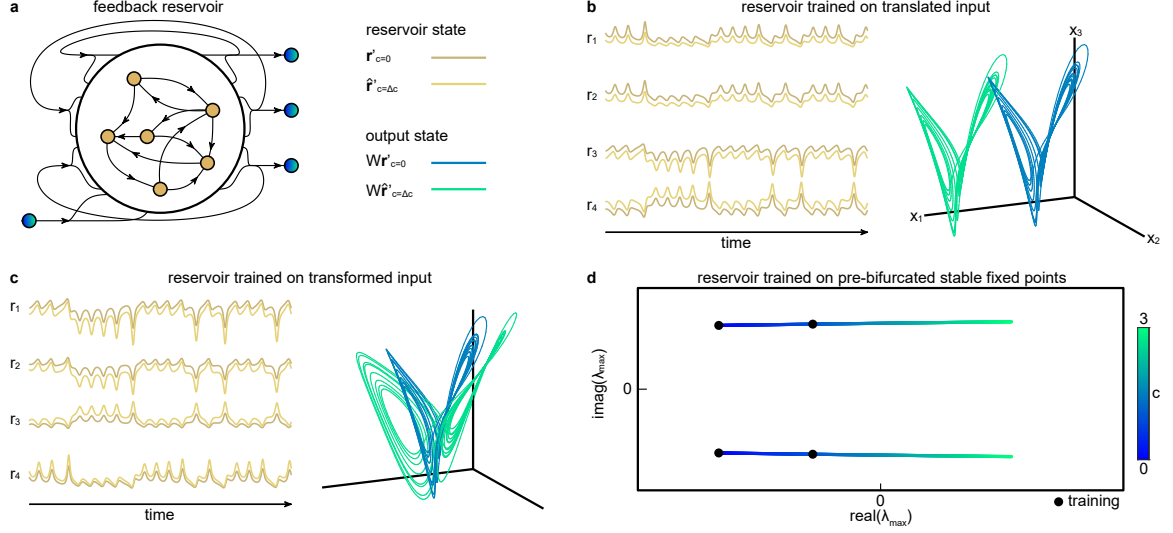 a
feedback reservoir
reservoir state
r'c=0
r̂'c=Δc
output state
Wr'c=0
Wr̂'c=Δc
b
reservoir trained on translated input
r1
r2
r3
r4
time
x1
x2
x3
c
reservoir trained on transformed input
r1
r2
r3
r4
time
d
reservoir trained on pre-bifurcated stable fixed points
imag(λmax)
0
0
real(λmax)
3
c
0
training